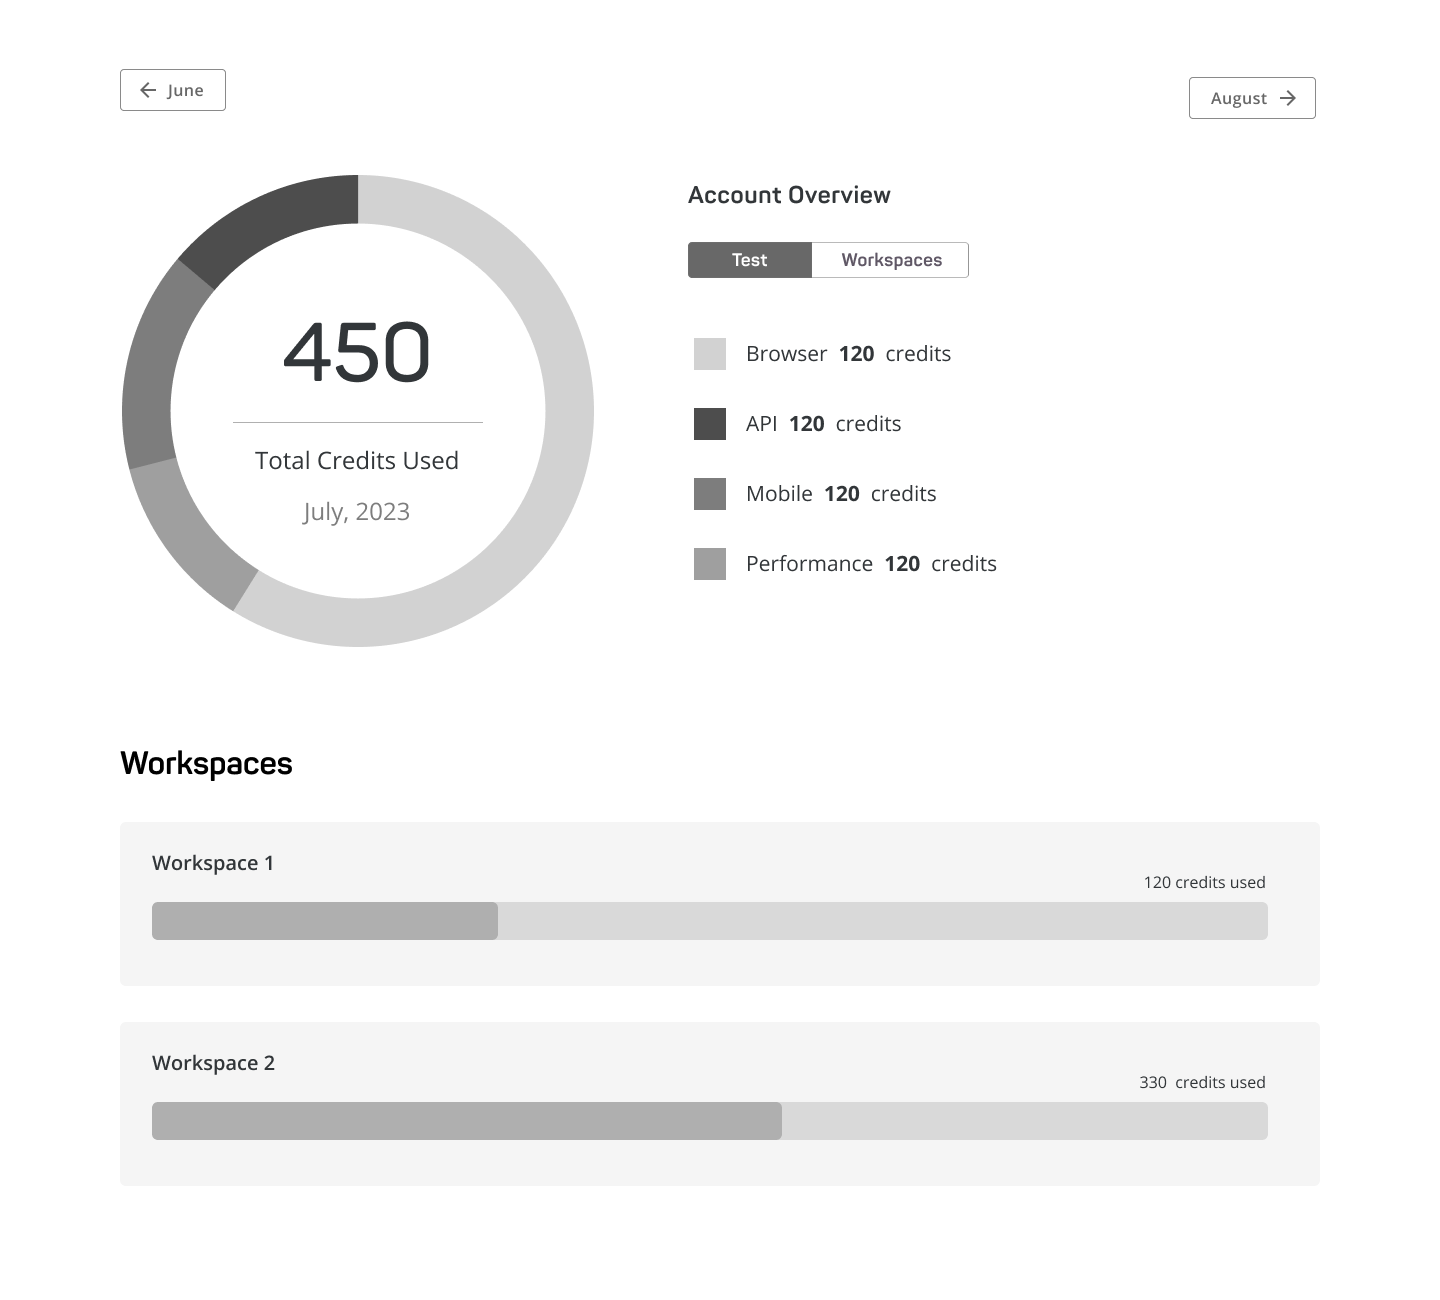 June
August
Account Overview
Test Workspaces
450
Total Credits Used
July, 2023
Browser 120 credits
API 120 credits
Mobile 120 credits
Performance 120 credits
Workspaces
Workspace 1
120 credits used
Workspace 2
330 credits used